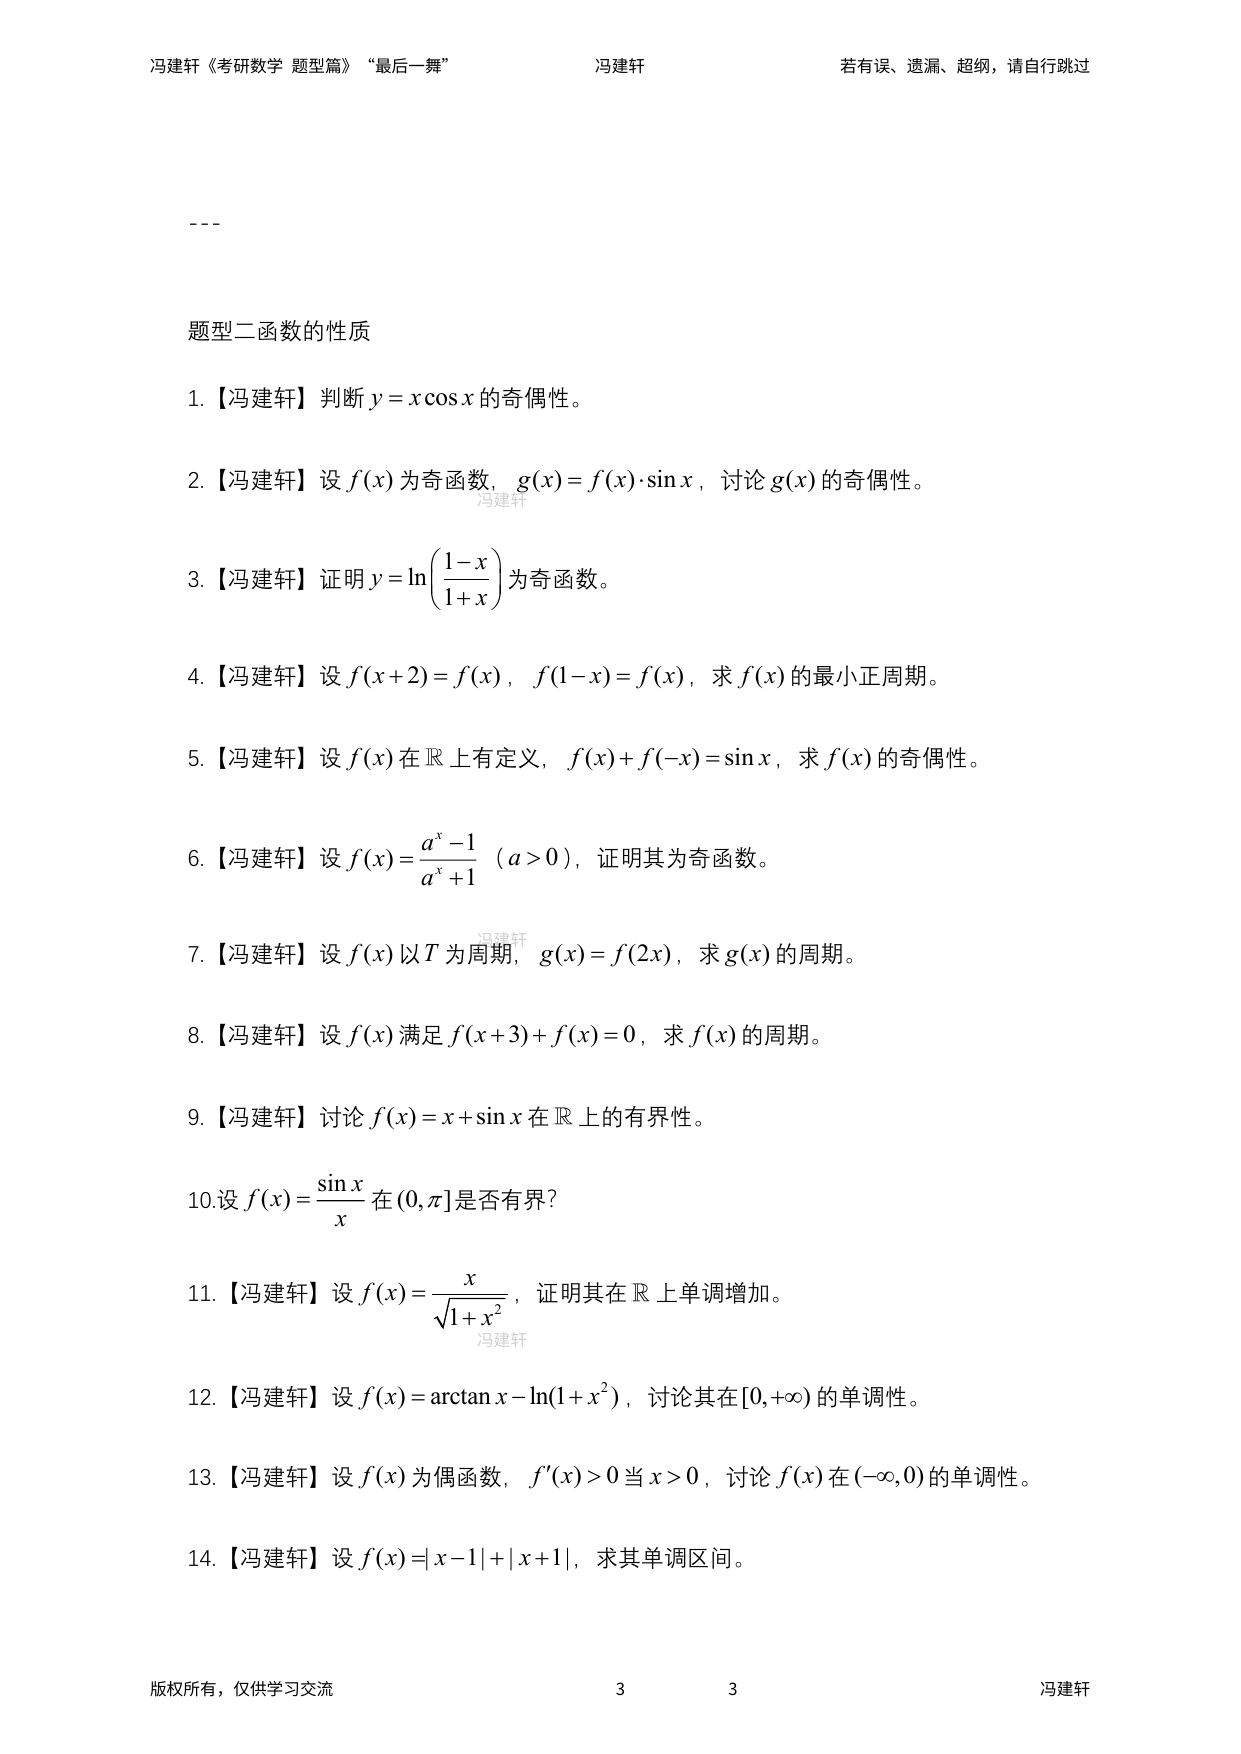 冯建轩《考研数学 题型篇》“最后一舞” 冯建轩 若有误、遗漏、超纲，请自行跳过
---
题型二函数的性质
1.【冯建轩】判断 y = x cos x 的奇偶性。
2.【冯建轩】设 f(x) 为奇函数， g(x) = f(x)·sin x ，讨论 g(x) 的奇偶性。
冯建轩
3.【冯建轩】证明 y = ln((1−x)/(1+x)) 为奇函数。
4.【冯建轩】设 f(x+2) = f(x) ， f(1−x) = f(x) ，求 f(x) 的最小正周期。
5.【冯建轩】设 f(x) 在 ℝ 上有定义， f(x) + f(−x) = sin x ，求 f(x) 的奇偶性。
6.【冯建轩】设 f(x) = (a^x −1)/(a^x +1) （ a > 0 ），证明其为奇函数。
冯建轩
7.【冯建轩】设 f(x) 以 T 为周期， g(x) = f(2x) ，求 g(x) 的周期。
8.【冯建轩】设 f(x) 满足 f(x+3) + f(x) = 0 ，求 f(x) 的周期。
9.【冯建轩】讨论 f(x) = x + sin x 在 ℝ 上的有界性。
10.设 f(x) = sin x / x 在 (0, π] 是否有界？
11.【冯建轩】设 f(x) = x/√(1+x²) ，证明其在 ℝ 上单调增加。
冯建轩
12.【冯建轩】设 f(x) = arctan x − ln(1+x²) ，讨论其在 [0, +∞) 的单调性。
13.【冯建轩】设 f(x) 为偶函数， f′(x) > 0 当 x > 0 ，讨论 f(x) 在 (−∞, 0) 的单调性。
14.【冯建轩】设 f(x) =| x −1| + | x +1| ，求其单调区间。
版权所有，仅供学习交流 3 3 冯建轩